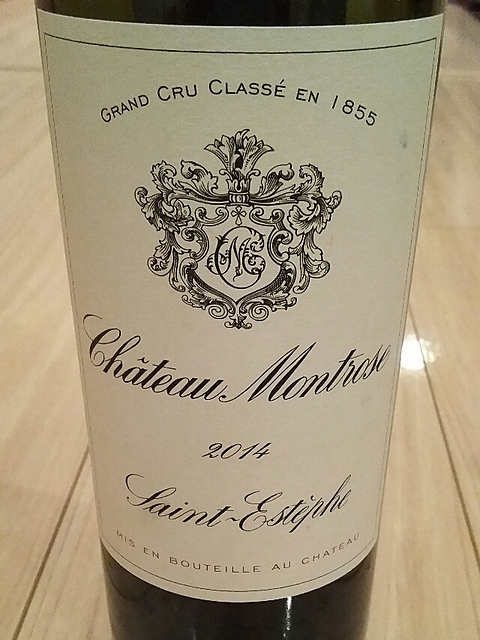 GRAND CRU CLASSÉ EN 1855
Château Montrose
2014
Saint-Estèphe
MIS EN BOUTEILLE AU CHATEAU